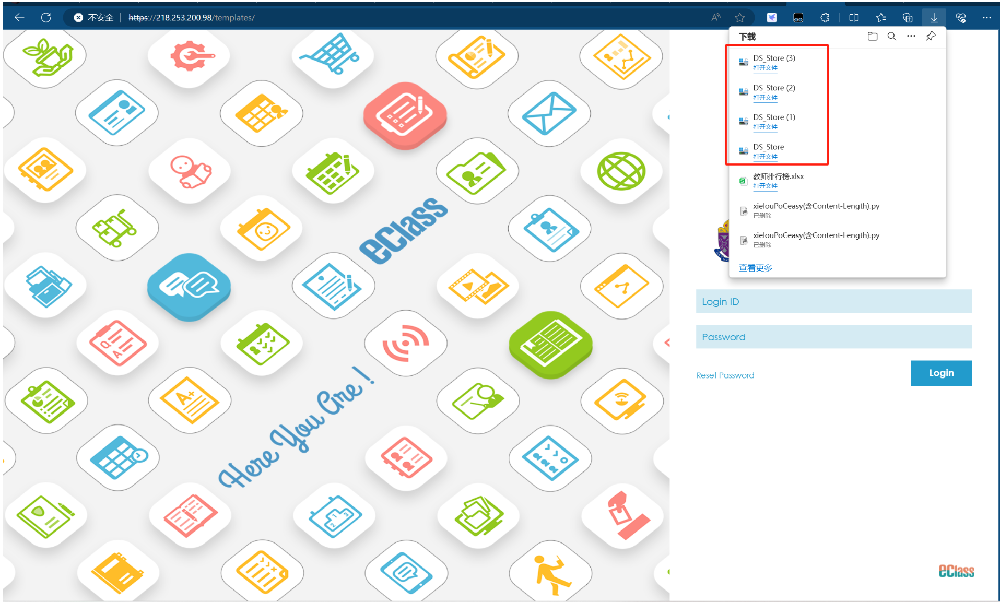 不安全 https://218.253.200.98/templates/
下载
DS_Store (3)
打开文件
DS_Store (2)
打开文件
DS_Store (1)
打开文件
DS_Store
打开文件
教师排行榜.xlsx
打开文件
xielouPoCeasy(含Content-Length).py
已删除
xielouPoCeasy(含Content-Length).py
已删除
查看更多
eClass
Here You Are !
Login ID
Password
Reset Password
Login
eClass